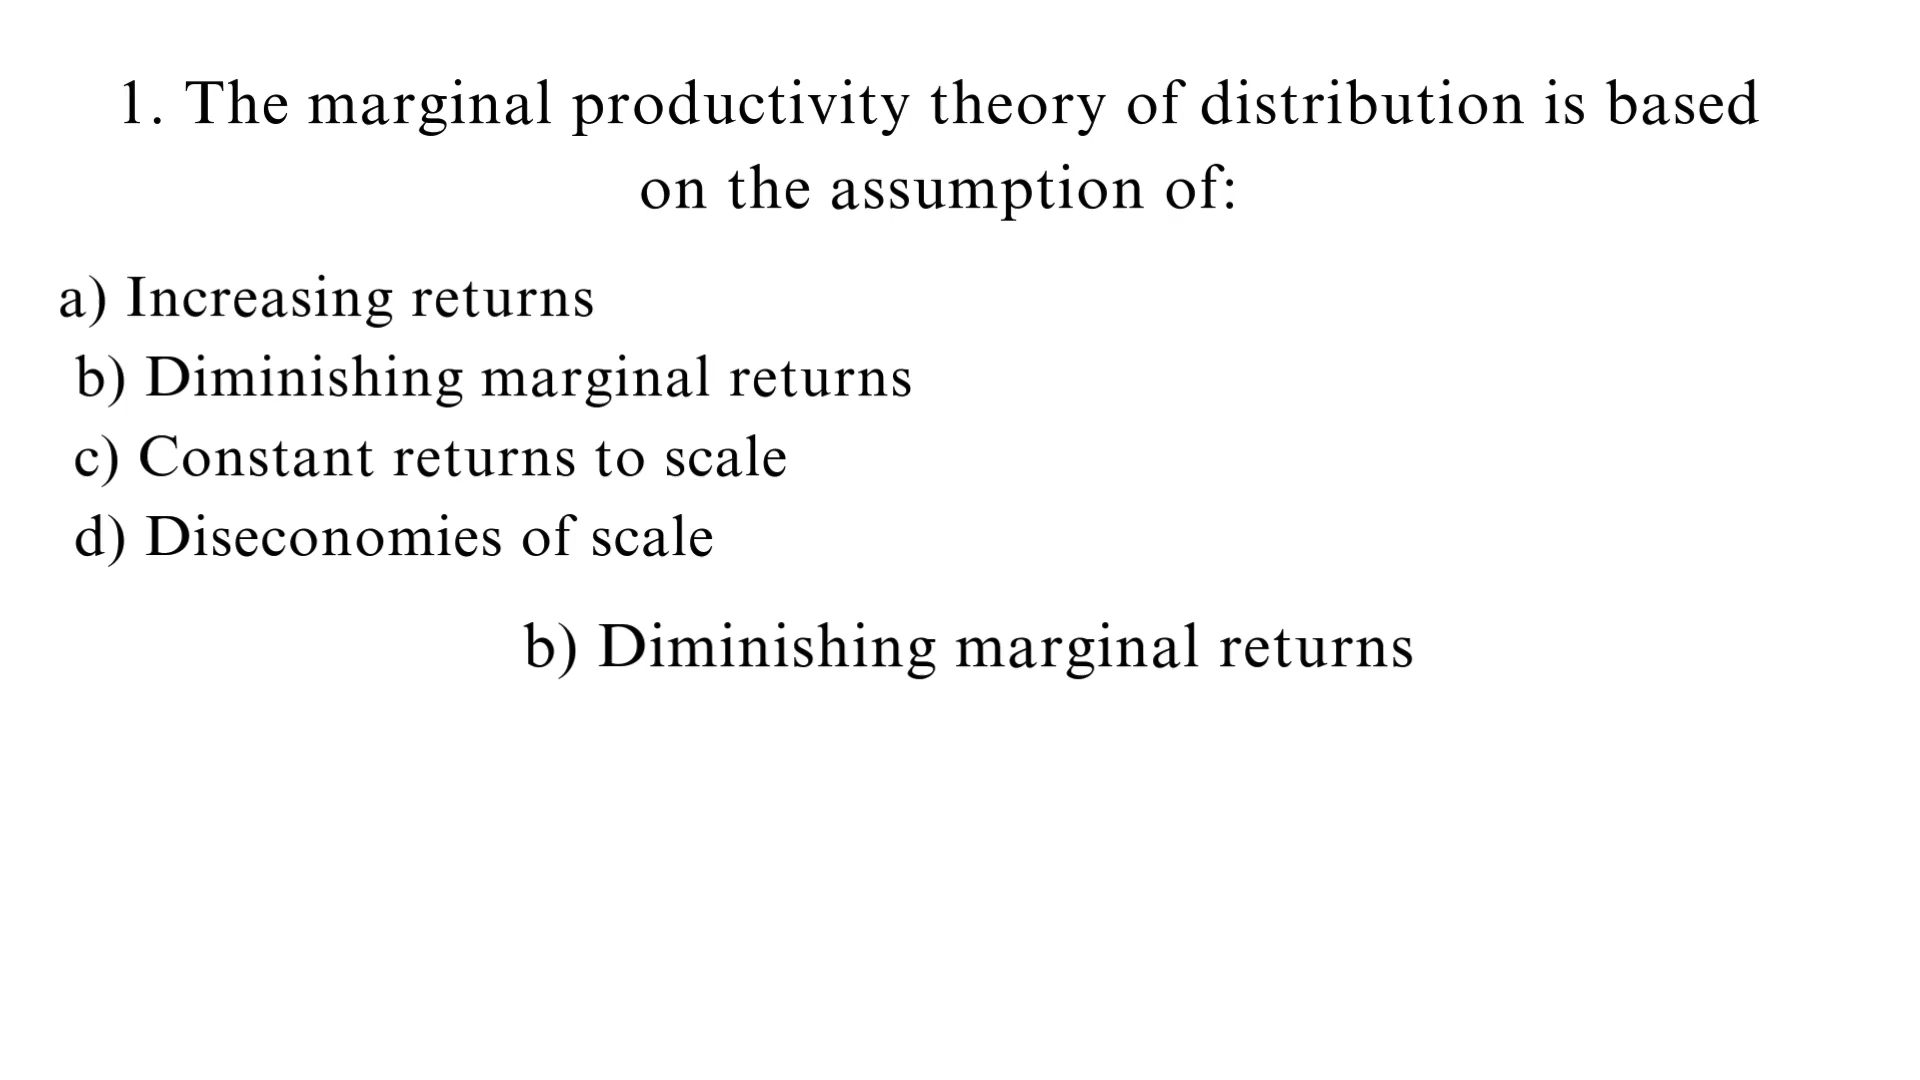 1. The marginal productivity theory of distribution is based
on the assumption of:
a) Increasing returns
b) Diminishing marginal returns
c) Constant returns to scale
d) Diseconomies of scale
b) Diminishing marginal returns